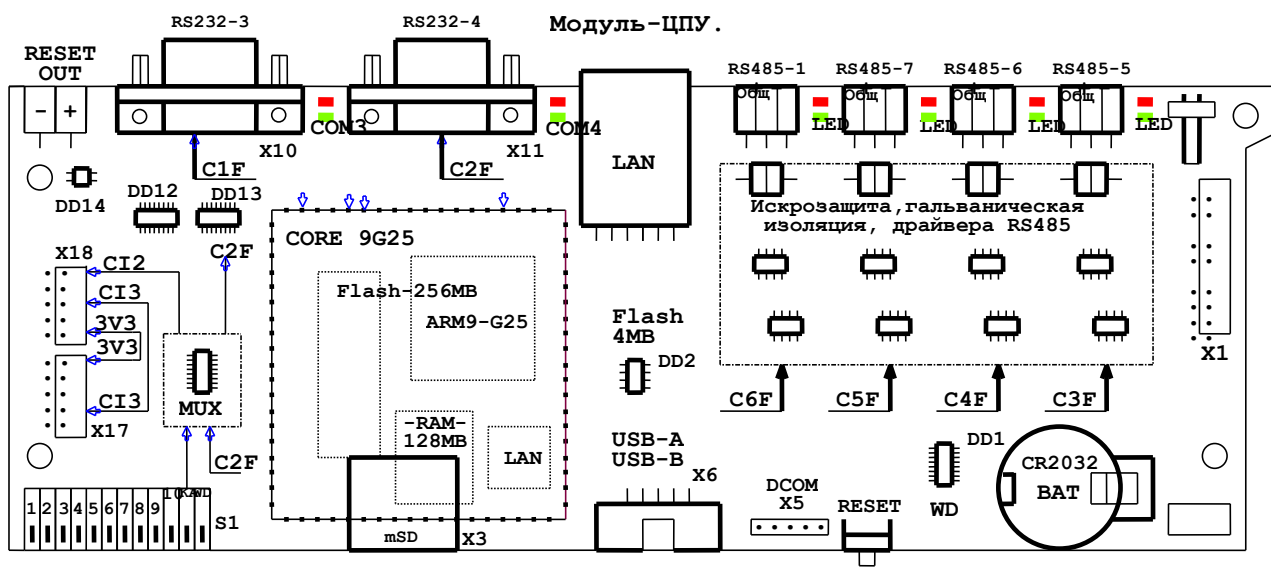 Модуль-ЦПУ.
RS232-3
RS232-4
RESET
OUT
RS485-1
RS485-7
RS485-6
RS485-5
Общ
Общ
Общ
Общ
- +
COM3
COM4
LED
LED
LED
LED
X10
X11
LAN
C1F
C2F
DD14
DD12
DD13
CORE 9G25
Искрозащита,гальваническая
изоляция, драйвера RS485
X18
CI2
C2F
CI3
3V3
3V3
CI3
X17
MUX
C2F
Flash-256MB
ARM9-G25
-RAM-
128MB
LAN
Flash
4MB
DD2
X1
C6F
C5F
C4F
C3F
USB-A
USB-B
X6
DD1
WD
CR2032
BAT
DCOM
X5
RESET
1 2 3 4 5 6 7 8 9 10
WD
S1
mSD
X3